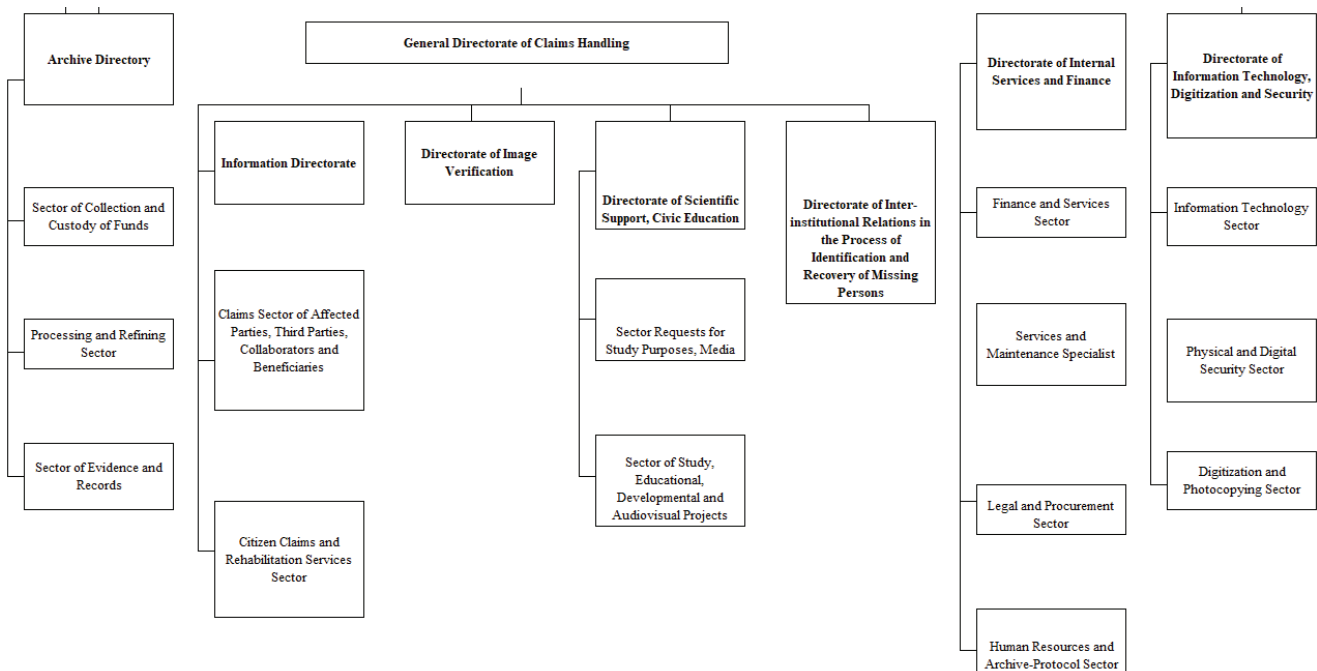 Archive Directory
General Directorate of Claims Handling
Directorate of Internal
Services and Finance
Directorate of
Information Technology,
Digitization and Security
Information Directorate
Directorate of Image
Verification
Directorate of Scientific
Support, Civic Education
Directorate of Inter-
institutional Relations in
the Process of
Identification and
Recovery of Missing
Persons
Sector of Collection and
Custody of Funds
Processing and Refining
Sector
Sector of Evidence and
Records
Claims Sector of Affected
Parties, Third Parties,
Collaborators and
Beneficiaries
Citizen Claims and
Rehabilitation Services
Sector
Sector Requests for
Study Purposes, Media
Sector of Study,
Educational,
Developmental and
Audiovisual Projects
Finance and Services
Sector
Services and
Maintenance Specialist
Legal and Procurement
Sector
Human Resources and
Archive-Protocol Sector
Information Technology
Sector
Physical and Digital
Security Sector
Digitization and
Photocopying Sector